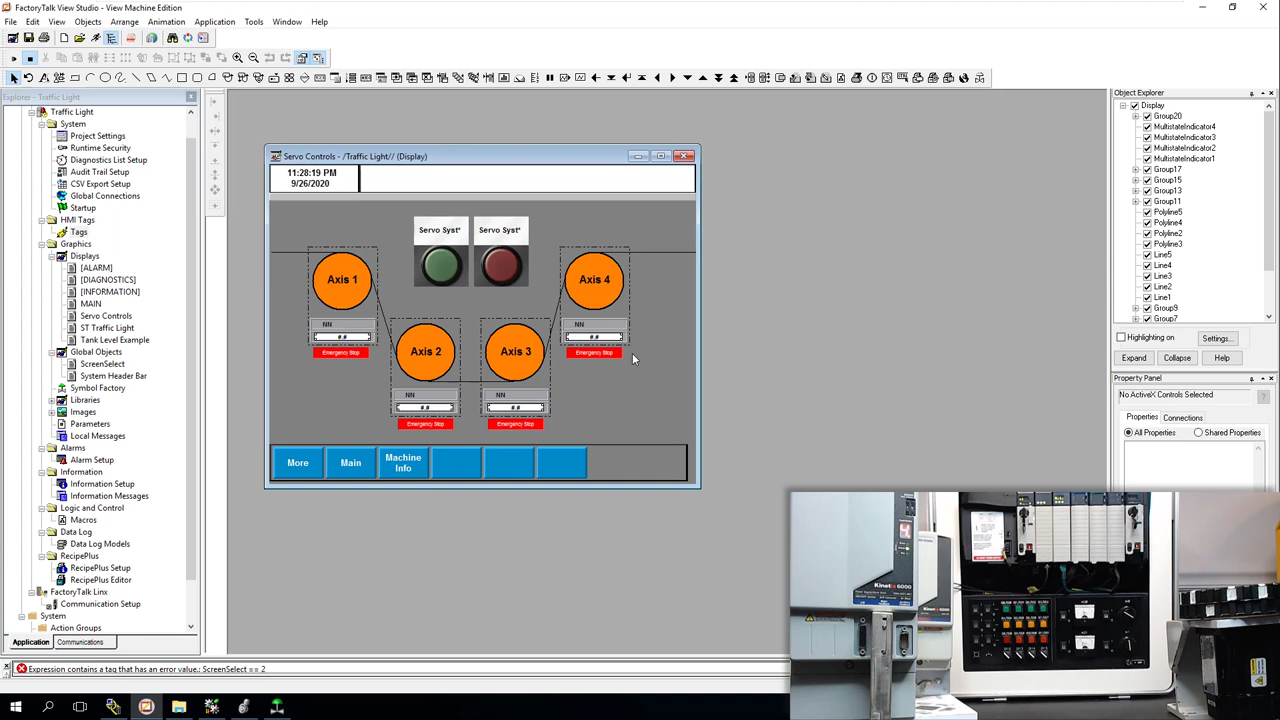 FactoryTalk View Studio - View Machine Edition
File Edit View Objects Arrange Animation Application Tools Window Help
Explorer - Traffic Light
Traffic Light
System
Project Settings
Runtime Security
Diagnostics List Setup
Audit Trail Setup
CSV Export Setup
Global Connections
Startup
HMI Tags
Tags
Graphics
Displays
[ALARM]
[DIAGNOSTICS]
[INFORMATION]
MAIN
Servo Controls
ST Traffic Light
Tank Level Example
Global Objects
ScreenSelect
System Header Bar
Symbol Factory
Libraries
Images
Parameters
Local Messages
Alarms
Alarm Setup
Information
Information Setup
Information Messages
Logic and Control
Macros
Data Log
Data Log Models
RecipePlus
RecipePlus Setup
RecipePlus Editor
FactoryTalk Linx
Communication Setup
System
Action Groups
Application Communications
Servo Controls - /Traffic Light// (Display)
11:28:19 PM
9/26/2020
Servo Syst* Servo Syst*
Axis 1
Axis 4
NN
NN
#.#
#.#
Emergency Stop
Emergency Stop
Axis 2
Axis 3
NN
NN
#.#
#.#
Emergency Stop
Emergency Stop
More Main Machine
Info
Object Explorer
Display
Group20
MultistateIndicator4
MultistateIndicator3
MultistateIndicator2
MultistateIndicator1
Group17
Group15
Group13
Group11
Polyline5
Polyline4
Polyline2
Polyline3
Line5
Line4
Line3
Line2
Line1
Group9
Group7
Highlighting on Settings...
Expand Collapse Help
Property Panel
No ActiveX Controls Selected
Properties Connections
All Properties Shared Properties
Expression contains a tag that has an error value.: ScreenSelect == 2
4
Kinetix 6000